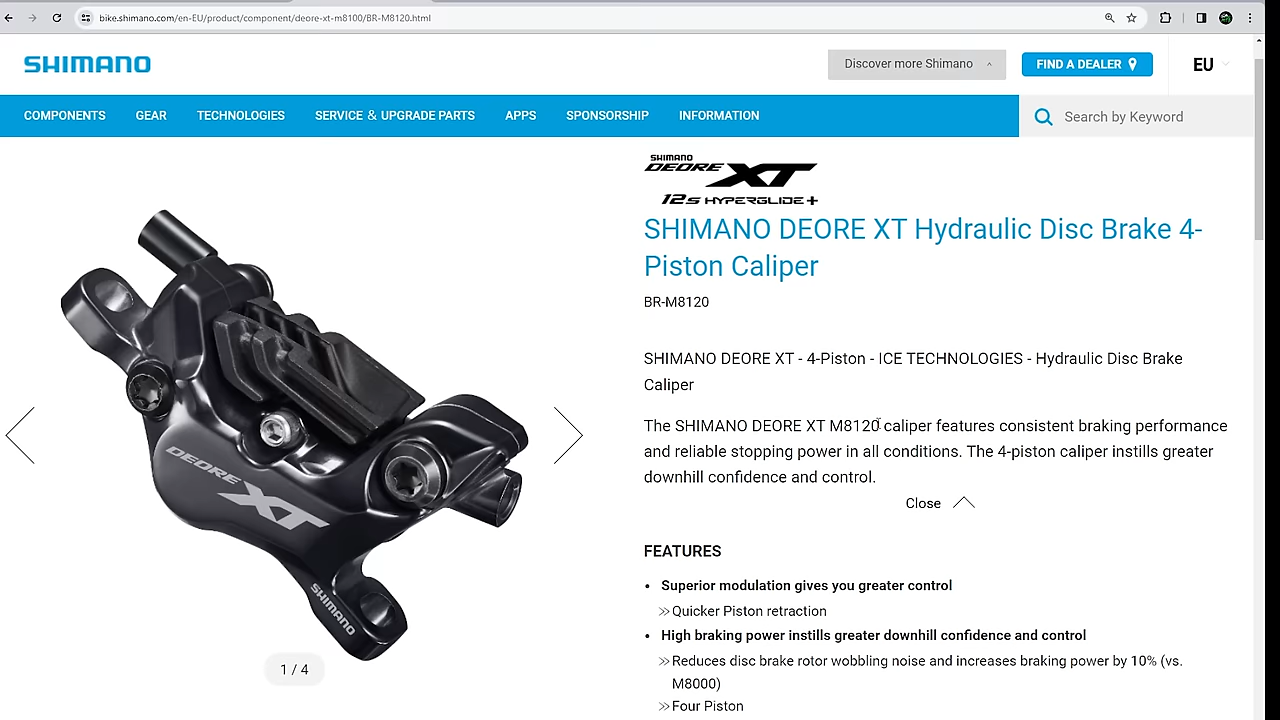 bike.shimano.com/en-EU/product/component/deore-xt-m8100/BR-M8120.html
SHIMANO
Discover more Shimano
FIND A DEALER
EU
COMPONENTS GEAR TECHNOLOGIES SERVICE & UPGRADE PARTS APPS SPONSORSHIP INFORMATION
Search by Keyword
SHIMANO
DEORE XT
12s HYPERGLIDE+
SHIMANO DEORE XT Hydraulic Disc Brake 4-
Piston Caliper
BR-M8120
SHIMANO DEORE XT - 4-Piston - ICE TECHNOLOGIES - Hydraulic Disc Brake
Caliper
The SHIMANO DEORE XT M8120 caliper features consistent braking performance
and reliable stopping power in all conditions. The 4-piston caliper instills greater
downhill confidence and control.
Close
FEATURES
• Superior modulation gives you greater control
>> Quicker Piston retraction
• High braking power instills greater downhill confidence and control
>> Reduces disc brake rotor wobbling noise and increases braking power by 10% (vs.
M8000)
>> Four Piston
DEORE XT
SHIMANO
1 / 4